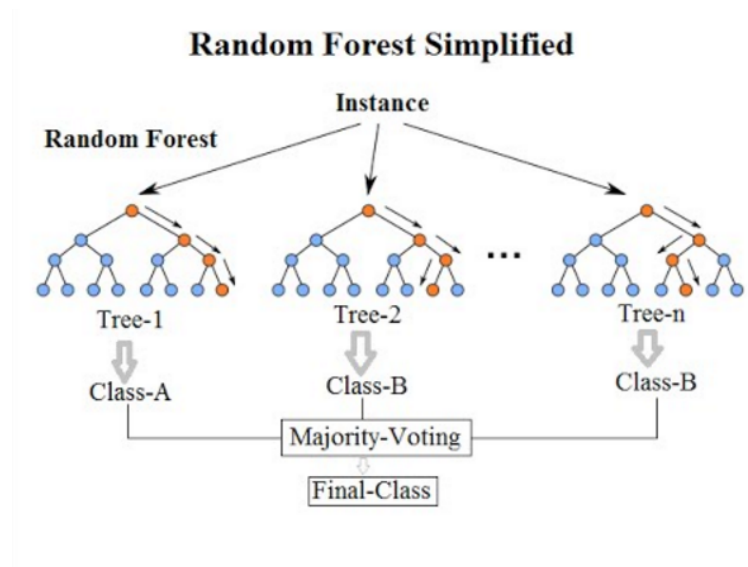 Random Forest Simplified
Instance
Random Forest
...
Tree-1
Tree-2
Tree-n
Class-A
Class-B
Class-B
Majority-Voting
Final-Class